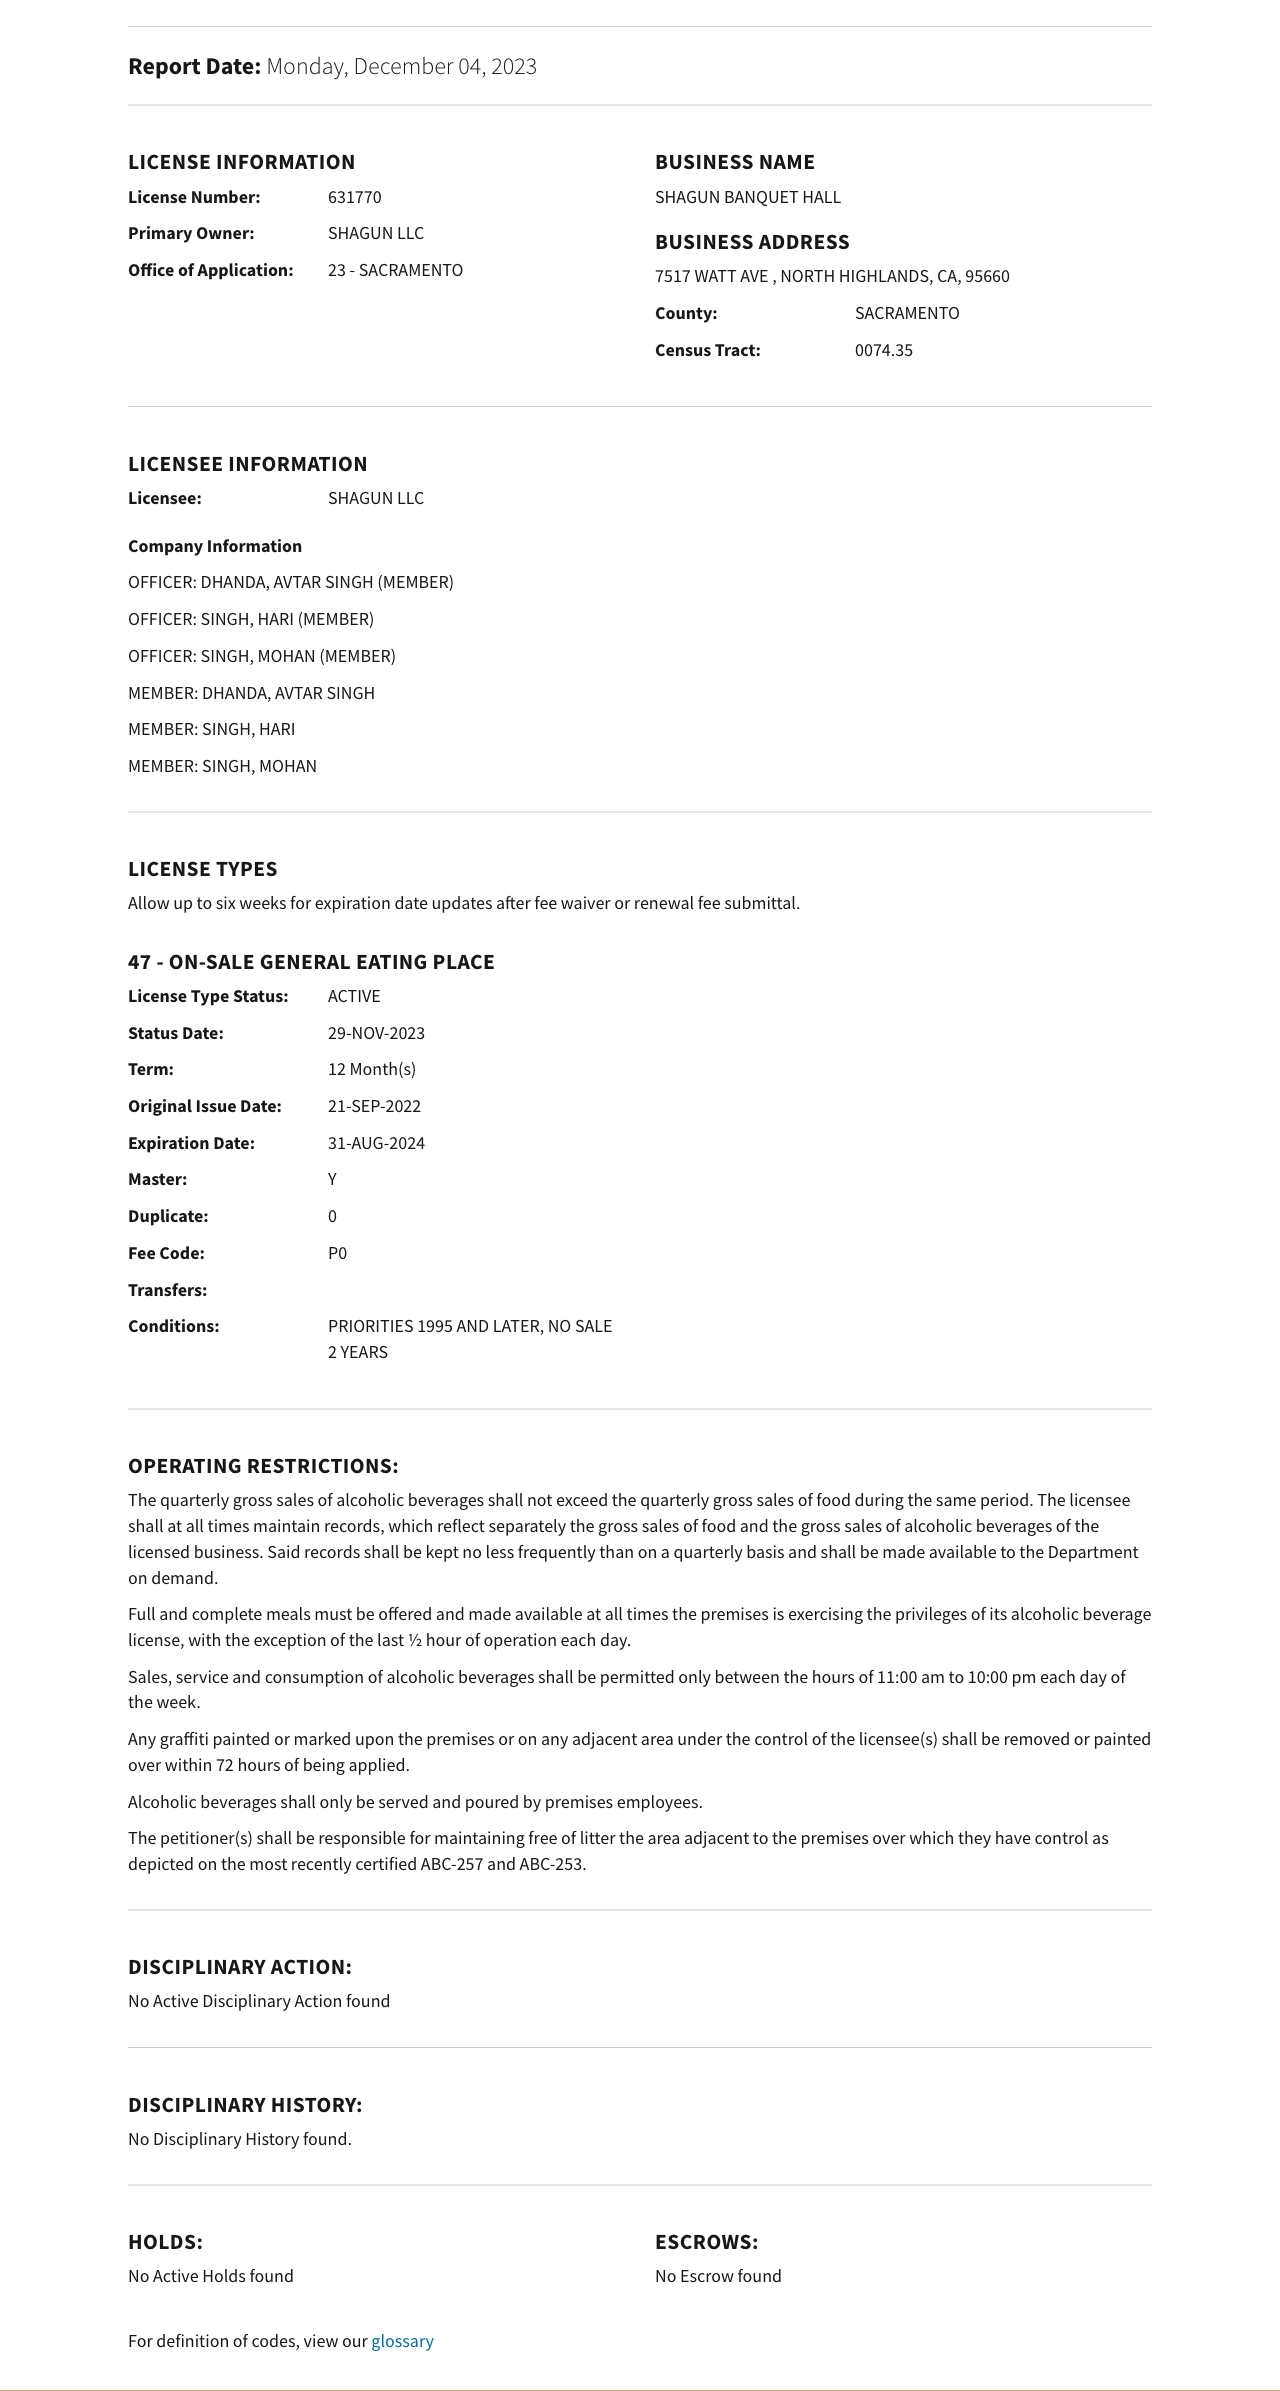 Report Date: Monday, December 04, 2023
LICENSE INFORMATION
License Number: 631770
Primary Owner: SHAGUN LLC
Office of Application: 23 - SACRAMENTO
BUSINESS NAME
SHAGUN BANQUET HALL
BUSINESS ADDRESS
7517 WATT AVE , NORTH HIGHLANDS, CA, 95660
County: SACRAMENTO
Census Tract: 0074.35
LICENSEE INFORMATION
Licensee: SHAGUN LLC
Company Information
OFFICER: DHANDA, AVTAR SINGH (MEMBER)
OFFICER: SINGH, HARI (MEMBER)
OFFICER: SINGH, MOHAN (MEMBER)
MEMBER: DHANDA, AVTAR SINGH
MEMBER: SINGH, HARI
MEMBER: SINGH, MOHAN
LICENSE TYPES
Allow up to six weeks for expiration date updates after fee waiver or renewal fee submittal.
47 - ON-SALE GENERAL EATING PLACE
License Type Status: ACTIVE
Status Date: 29-NOV-2023
Term: 12 Month(s)
Original Issue Date: 21-SEP-2022
Expiration Date: 31-AUG-2024
Master: Y
Duplicate: 0
Fee Code: P0
Transfers:
Conditions: PRIORITIES 1995 AND LATER, NO SALE
2 YEARS
OPERATING RESTRICTIONS:
The quarterly gross sales of alcoholic beverages shall not exceed the quarterly gross sales of food during the same period. The licensee
shall at all times maintain records, which reflect separately the gross sales of food and the gross sales of alcoholic beverages of the
licensed business. Said records shall be kept no less frequently than on a quarterly basis and shall be made available to the Department
on demand.
Full and complete meals must be offered and made available at all times the premises is exercising the privileges of its alcoholic beverage
license, with the exception of the last ½ hour of operation each day.
Sales, service and consumption of alcoholic beverages shall be permitted only between the hours of 11:00 am to 10:00 pm each day of
the week.
Any graffiti painted or marked upon the premises or on any adjacent area under the control of the licensee(s) shall be removed or painted
over within 72 hours of being applied.
Alcoholic beverages shall only be served and poured by premises employees.
The petitioner(s) shall be responsible for maintaining free of litter the area adjacent to the premises over which they have control as
depicted on the most recently certified ABC-257 and ABC-253.
DISCIPLINARY ACTION:
No Active Disciplinary Action found
DISCIPLINARY HISTORY:
No Disciplinary History found.
HOLDS:
No Active Holds found
ESCROWS:
No Escrow found
For definition of codes, view our glossary